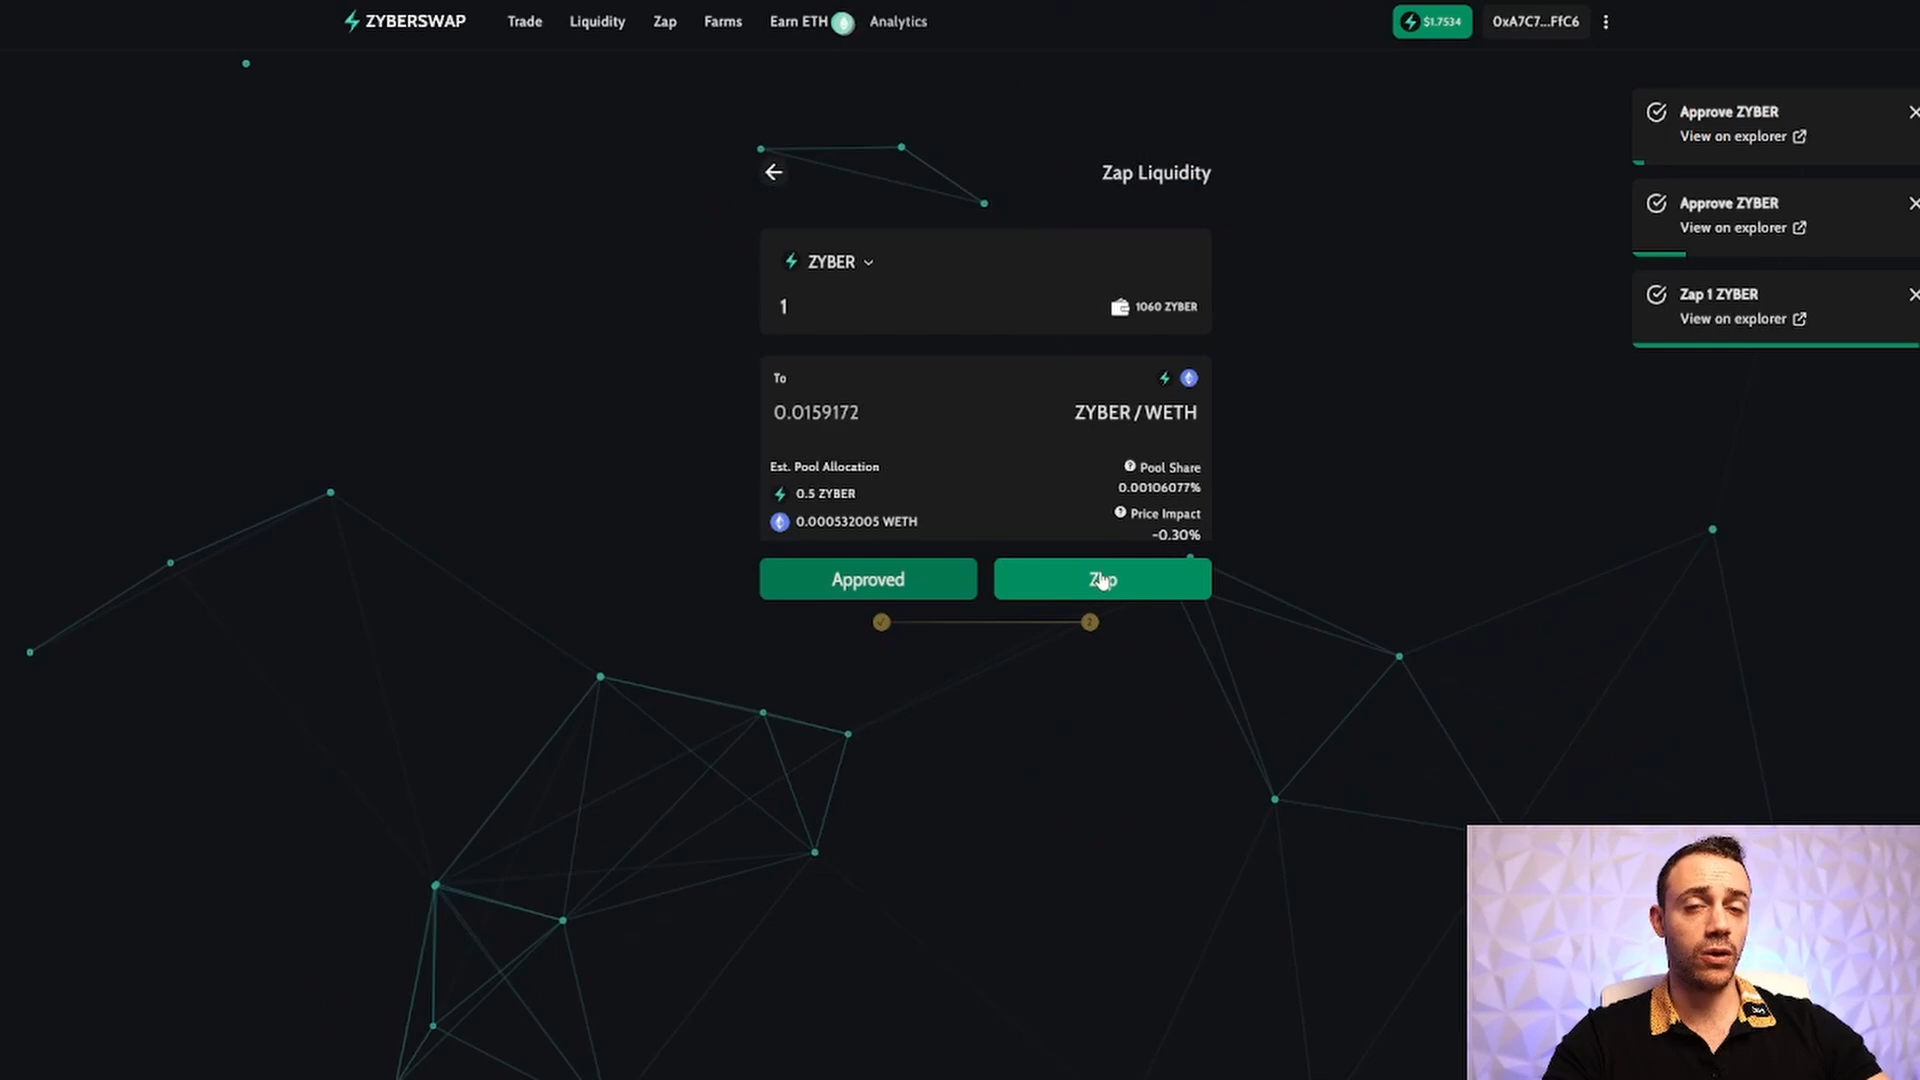 ZYBERSWAP
Trade
Liquidity
Zap
Farms
Earn ETH
Analytics
$1.7534
0xA7C7...FfC6
Approve ZYBER
View on explorer
Approve ZYBER
View on explorer
Zap 1 ZYBER
View on explorer
Zap Liquidity
ZYBER
1
1060 ZYBER
To
0.0159172
ZYBER / WETH
Est. Pool Allocation
0.5 ZYBER
0.000532005 WETH
Pool Share
0.00106077%
Price Impact
-0.30%
Approved
Zap
2